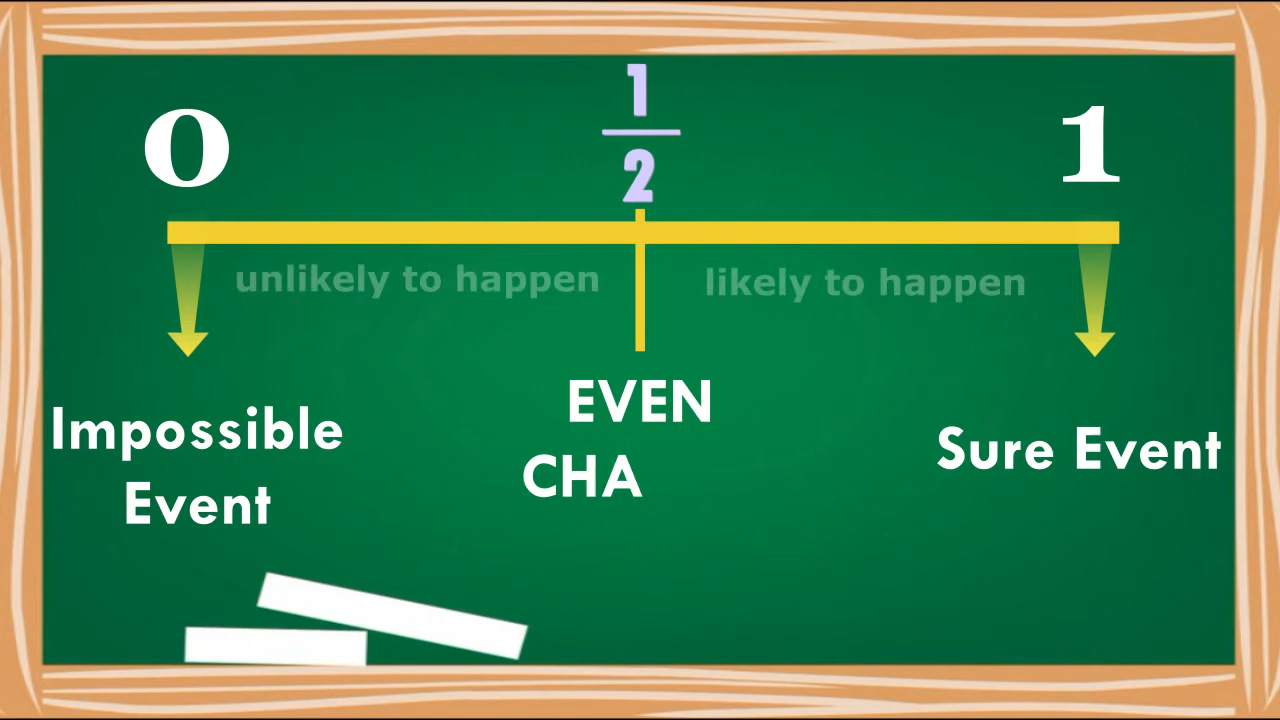 0
1
2
1
unlikely to happen
likely to happen
Impossible
Event
EVEN
CHA
Sure Event